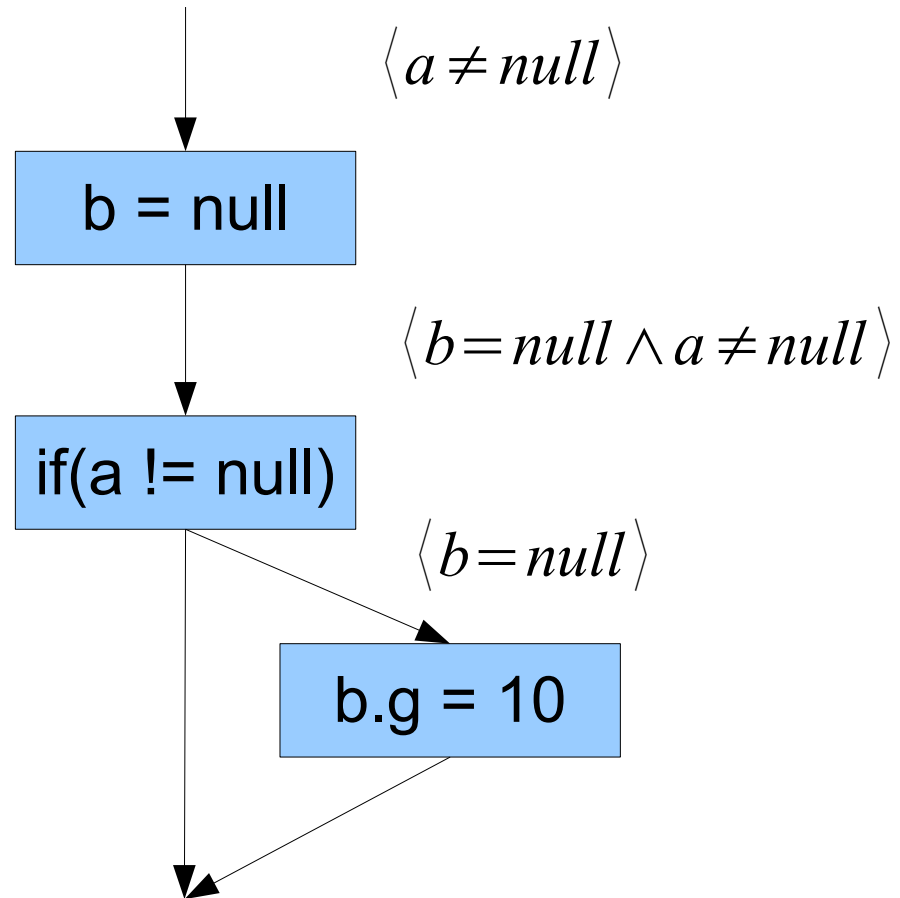 ⟨a ≠ null⟩
b = null
⟨b = null ∧ a ≠ null⟩
if(a != null)
⟨b = null⟩
b.g = 10